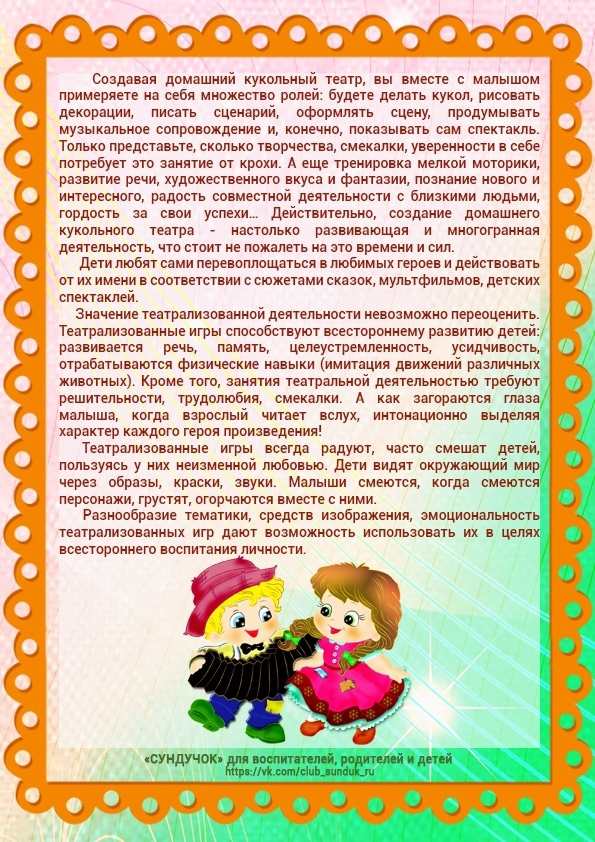 Создавая домашний кукольный театр, вы вместе с малышом
примеряете на себя множество ролей: будете делать кукол, рисовать
декорации, писать сценарий, оформлять сцену, продумывать
музыкальное сопровождение и, конечно, показывать сам спектакль.
Только представьте, сколько творчества, смекалки, уверенности в себе
потребует это занятие от крохи. А еще тренировка мелкой моторики,
развитие речи, художественного вкуса и фантазии, познание нового и
интересного, радость совместной деятельности с близкими людьми,
гордость за свои успехи... Действительно, создание домашнего
кукольного театра - настолько развивающая и многогранная
деятельность, что стоит не пожалеть на это времени и сил.
Дети любят сами перевоплощаться в любимых героев и действовать
от их имени в соответствии с сюжетами сказок, мультфильмов, детских
спектаклей.
Значение театрализованной деятельности невозможно переоценить.
Театрализованные игры способствуют всестороннему развитию детей:
развивается речь, память, целеустремленность, усидчивость,
отрабатываются физические навыки (имитация движений различных
животных). Кроме того, занятия театральной деятельностью требуют
решительности, трудолюбия, смекалки. А как загораются глаза
малыша, когда взрослый читает вслух, интонационно выделяя
характер каждого героя произведения!
Театрализованные игры всегда радуют, часто смешат детей,
пользуясь у них неизменной любовью. Дети видят окружающий мир
через образы, краски, звуки. Малыши смеются, когда смеются
персонажи, грустят, огорчаются вместе с ними.
Разнообразие тематики, средств изображения, эмоциональность
театрализованных игр дают возможность использовать их в целях
всестороннего воспитания личности.
«СУНДУЧОК» для воспитателей, родителей и детей
https://vk.com/club_sunduk_ru